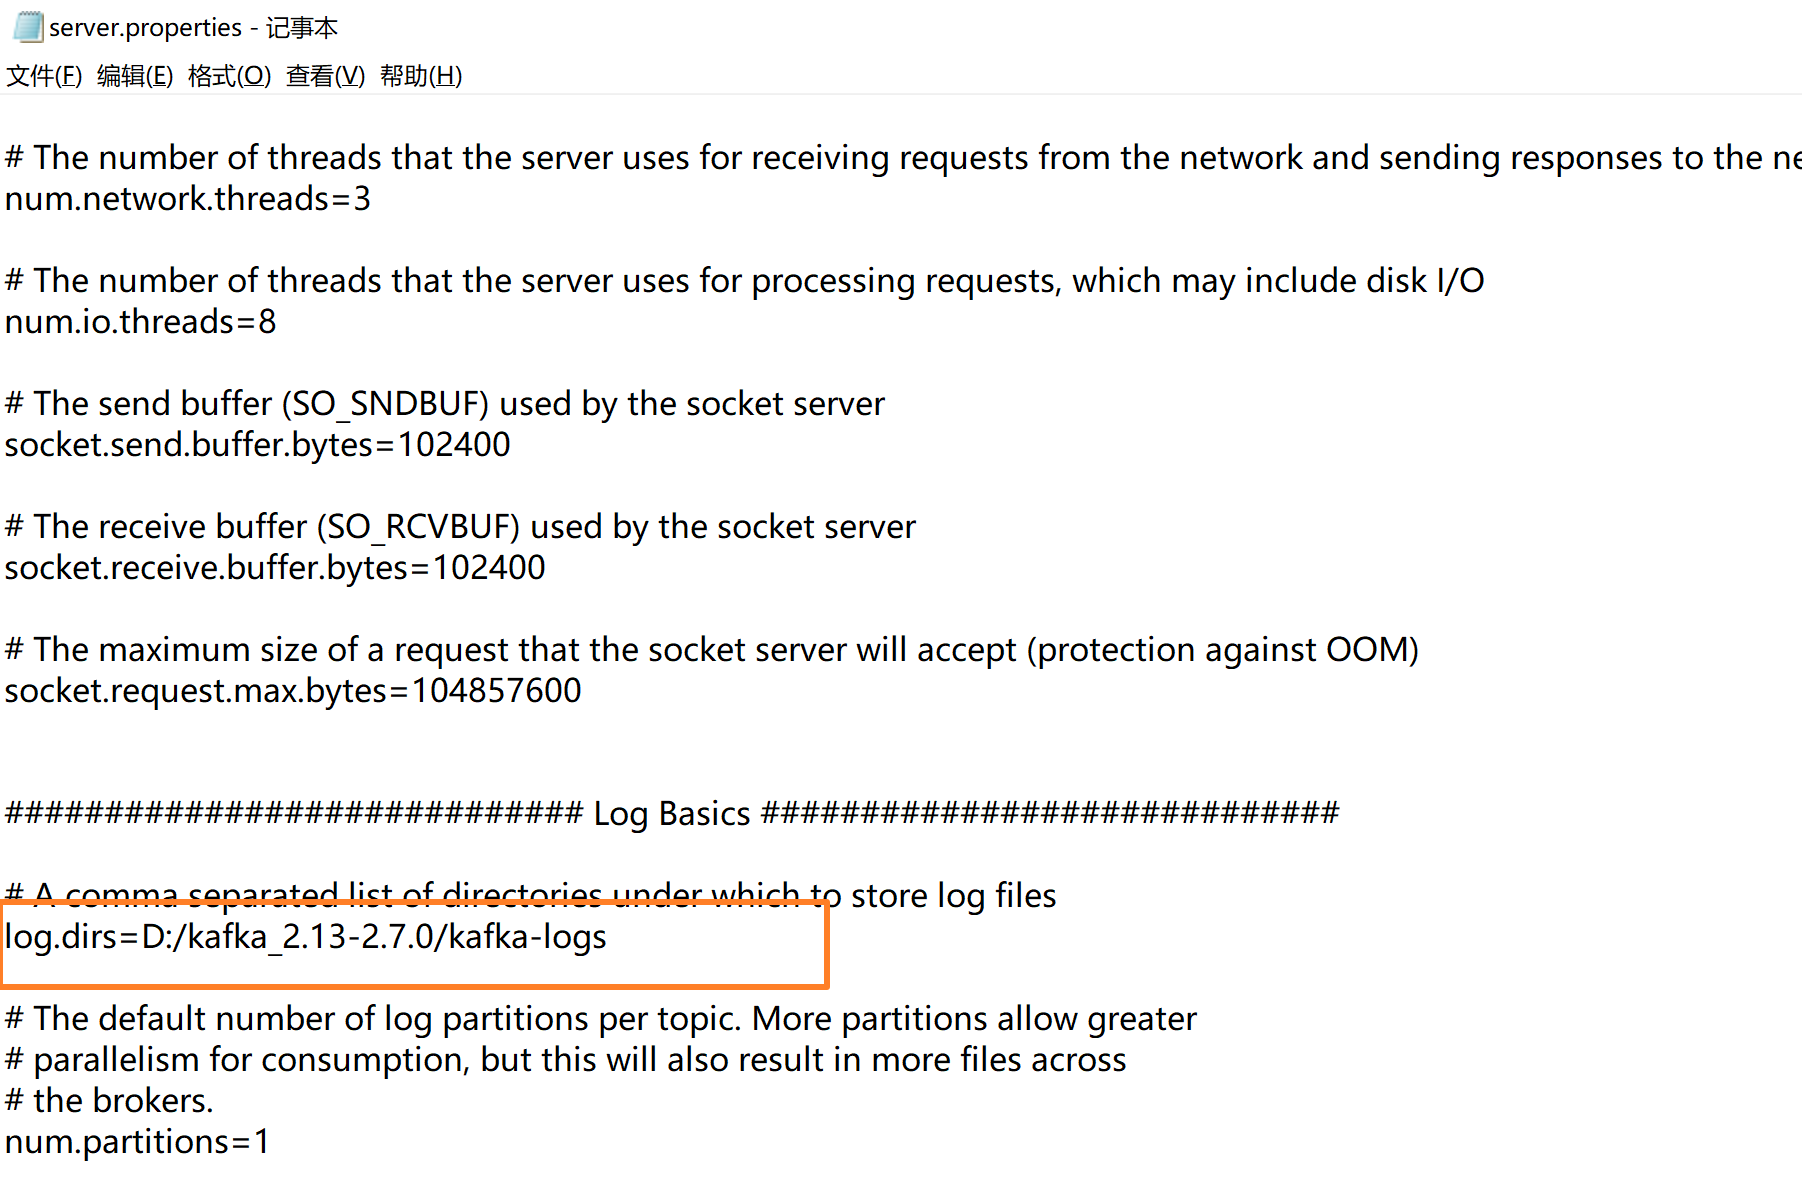 server.properties - 记事本
文件(F) 编辑(E) 格式(O) 查看(V) 帮助(H)
# The number of threads that the server uses for receiving requests from the network and sending responses to the ne
num.network.threads=3
# The number of threads that the server uses for processing requests, which may include disk I/O
num.io.threads=8
# The send buffer (SO_SNDBUF) used by the socket server
socket.send.buffer.bytes=102400
# The receive buffer (SO_RCVBUF) used by the socket server
socket.receive.buffer.bytes=102400
# The maximum size of a request that the socket server will accept (protection against OOM)
socket.request.max.bytes=104857600
############################# Log Basics #############################
# A comma separated list of directories under which to store log files
log.dirs=D:/kafka_2.13-2.7.0/kafka-logs
# The default number of log partitions per topic. More partitions allow greater
# parallelism for consumption, but this will also result in more files across
# the brokers.
num.partitions=1